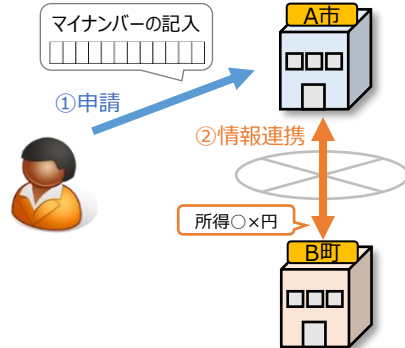 マイナンバーの記入
A市
①申請
②情報連携
所得○×円
B町